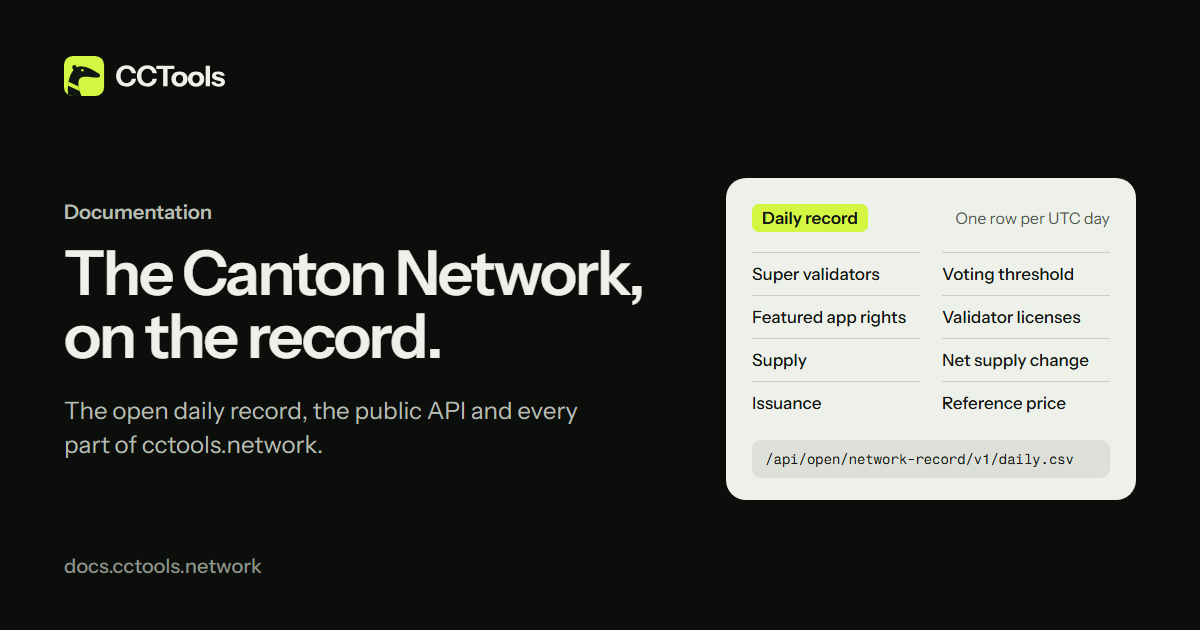 CCTools
Documentation
The Canton Network,
on the record.
The open daily record, the public API and every
part of cctools.network.
docs.cctools.network
Daily record
One row per UTC day
Super validators
Voting threshold
Featured app rights
Validator licenses
Supply
Net supply change
Issuance
Reference price
/api/open/network-record/v1/daily.csv